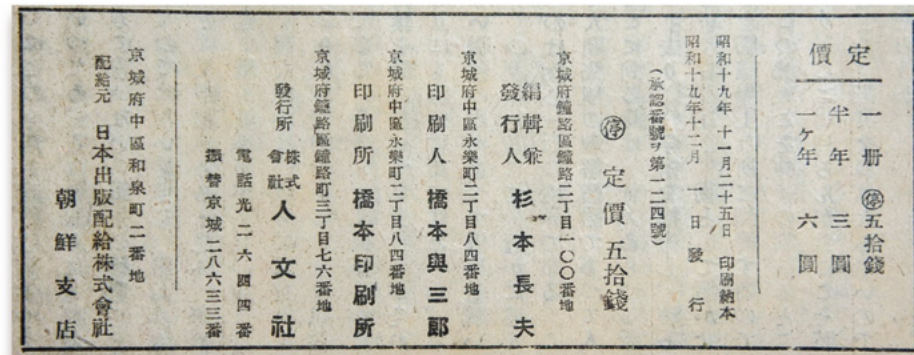 定價
一册 ㊡五拾錢
半年 三圓
一ヶ年 六圓
昭和十九年 十一月二十五日 印刷納本
昭和十九年十二月 一日 發行
(承認番號ヲ第一二四號)
定價五拾錢
京城府鐘路區鐘路二丁目一〇〇番地
編輯兼
發行人 杉本長夫
京城府中區永樂町二丁目八四番地
印刷人 橋本與三郎
京城府中區永樂町二丁目八四番地
印刷所 橋本印刷所
京城府鐘路區鐘路町三丁目七六番地
發行所 株式會社 人文社
電話光二六四四番
振替京城二八六三三番
京城府中區和泉町二番地
配給元 日本出版配給株式會社
朝鮮支店